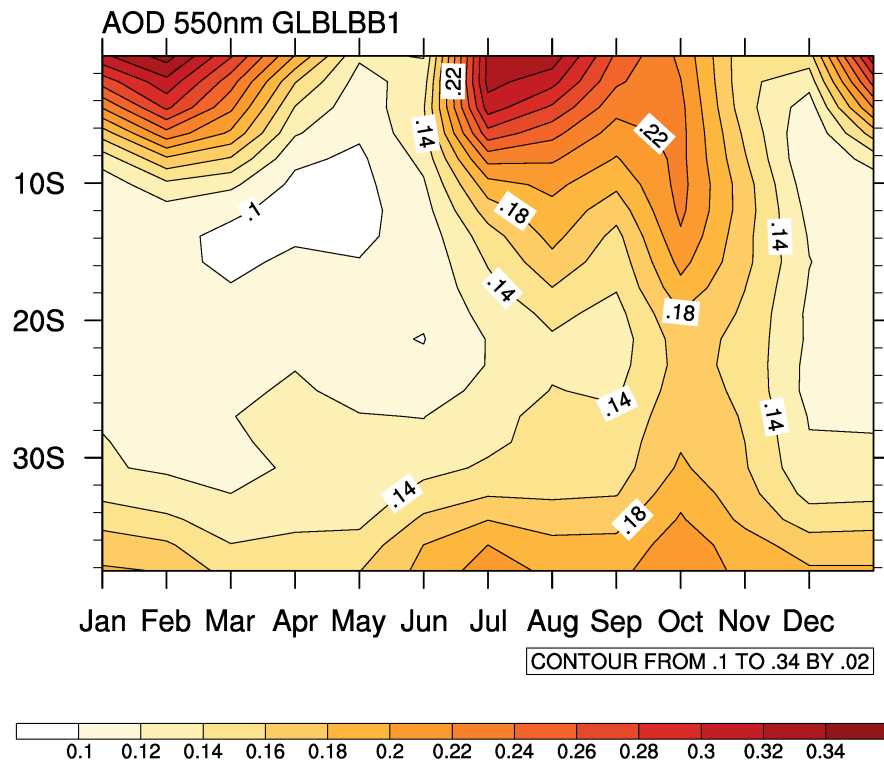 AOD 550nm GLBLBB1
.22
.14
.22
10S
.1
.18
.14
.14
20S
.18
.14
.14
30S
.14
.18
Jan Feb Mar Apr May Jun Jul Aug Sep Oct Nov Dec
CONTOUR FROM .1 TO .34 BY .02
0.1 0.12 0.14 0.16 0.18 0.2 0.22 0.24 0.26 0.28 0.3 0.32 0.34